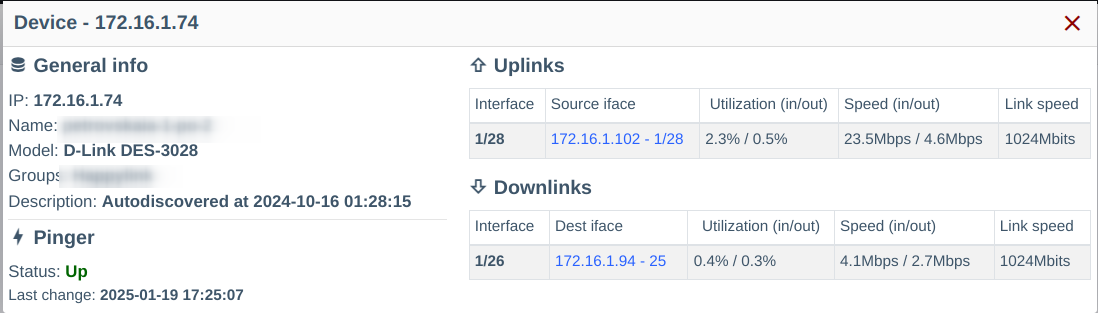 Device - 172.16.1.74
General info
IP: 172.16.1.74
Name:
Model: D-Link DES-3028
Groups
Description: Autodiscovered at 2024-10-16 01:28:15
Pinger
Status: Up
Last change: 2025-01-19 17:25:07
Uplinks
Interface Source iface Utilization (in/out) Speed (in/out) Link speed
1/28 172.16.1.102 - 1/28 2.3% / 0.5% 23.5Mbps / 4.6Mbps 1024Mbits
Downlinks
Interface Dest iface Utilization (in/out) Speed (in/out) Link speed
1/26 172.16.1.94 - 25 0.4% / 0.3% 4.1Mbps / 2.7Mbps 1024Mbits